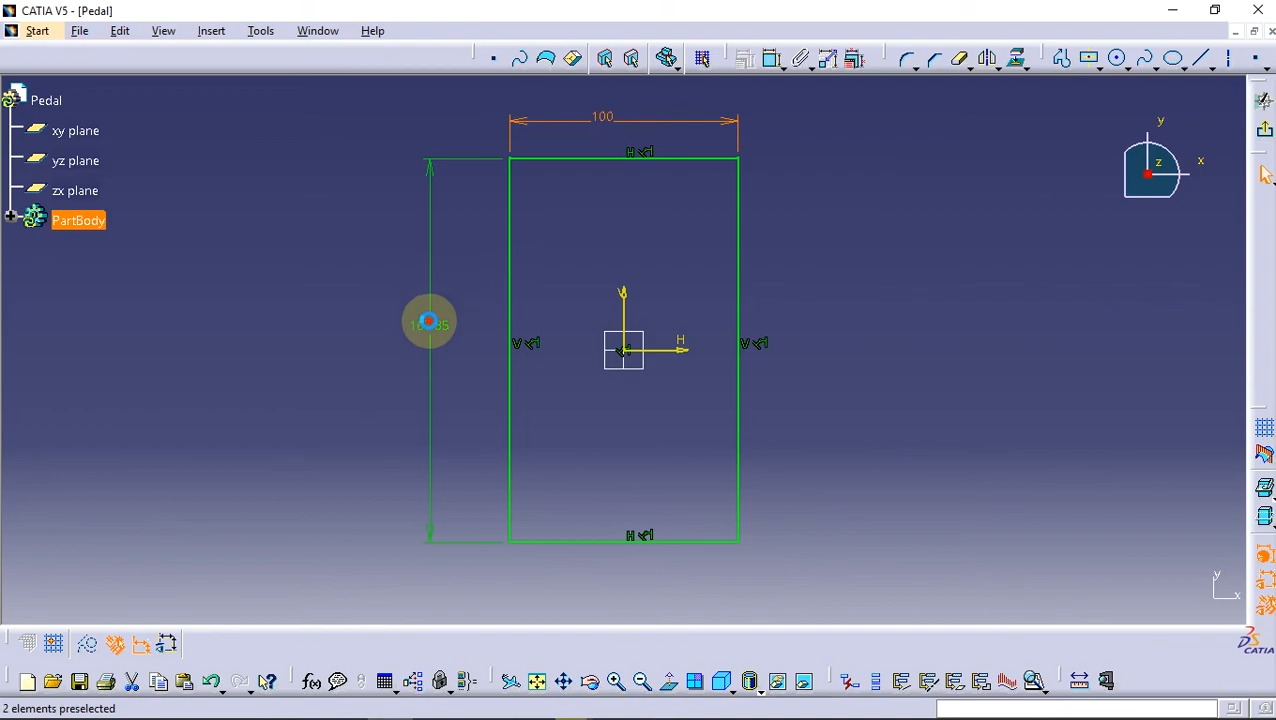 CATIA V5 - [Pedal]
Start File Edit View Insert Tools Window Help
Pedal
xy plane
yz plane
zx plane
PartBody
100
H
V
V
H
V
H
y
x
z
y
x
CATIA
2 elements preselected